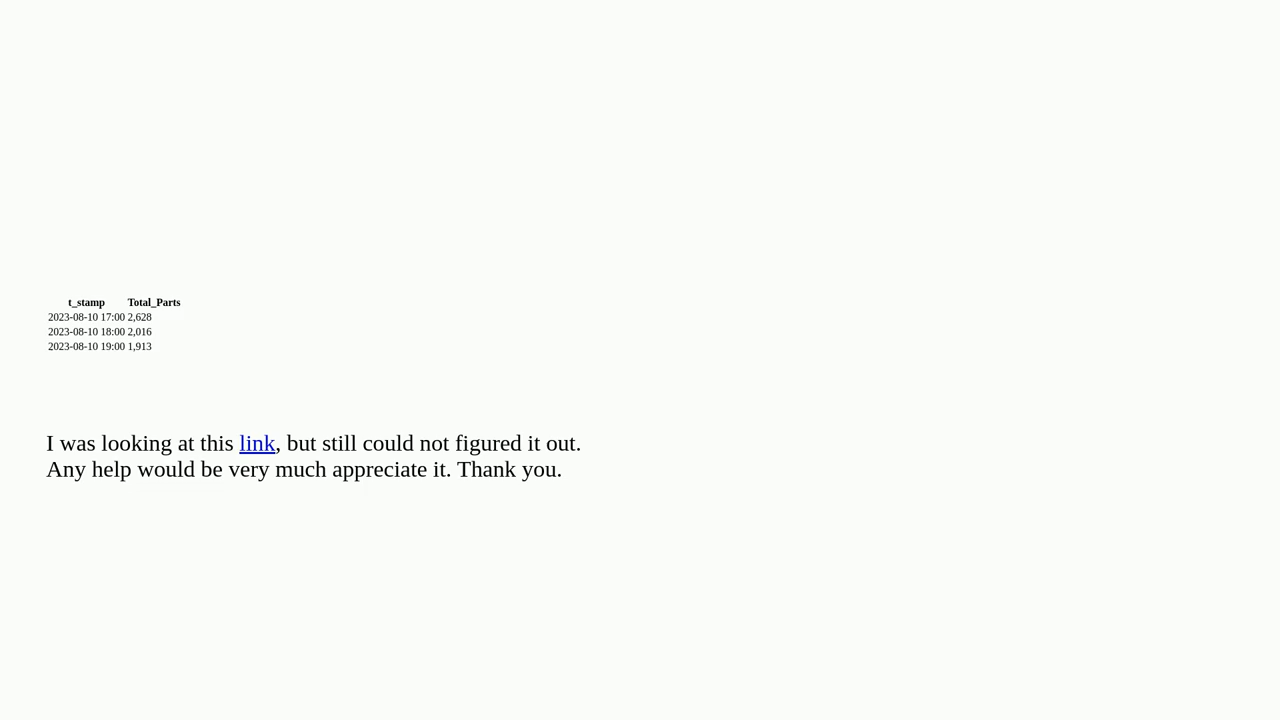 t_stamp Total_Parts
2023-08-10 17:00 2,628
2023-08-10 18:00 2,016
2023-08-10 19:00 1,913
I was looking at this link, but still could not figured it out.
Any help would be very much appreciate it. Thank you.